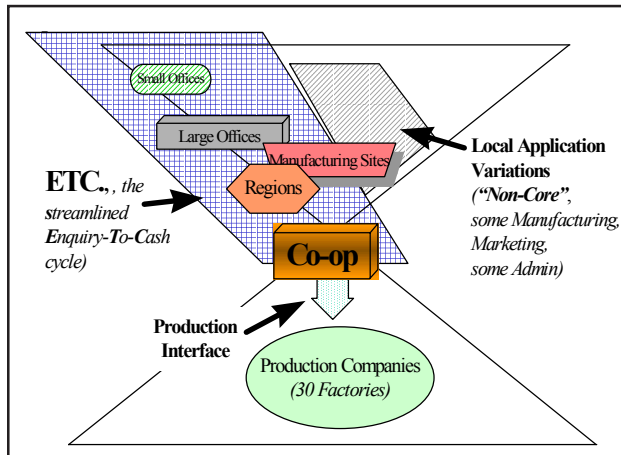 Small Offices
Large Offices
Manufacturing Sites
Regions
Co-op
ETC., , the
streamlined
Enquiry-To-Cash
cycle)
Local Application
Variations
(“Non-Core”,
some Manufacturing,
Marketing,
some Admin)
Production
Interface
Production Companies
(30 Factories)